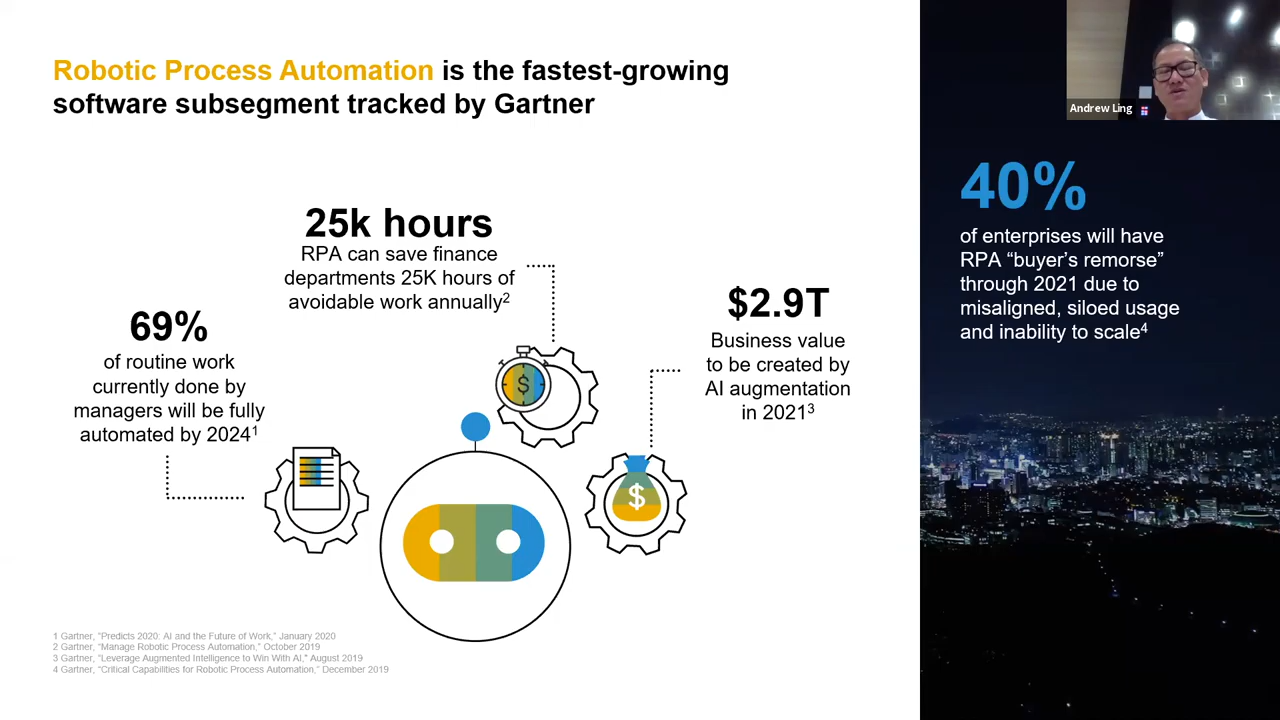 Robotic Process Automation is the fastest-growing
software subsegment tracked by Gartner
25k hours
RPA can save finance
departments 25K hours of
avoidable work annually²
69%
of routine work
currently done by
managers will be fully
automated by 2024¹
$2.9T
Business value
to be created by
AI augmentation
in 2021³
$
$
1 Gartner, “Predicts 2020: AI and the Future of Work,” January 2020
2 Gartner, “Manage Robotic Process Automation,” October 2019
3 Gartner, “Leverage Augmented Intelligence to Win With AI,” August 2019
4 Gartner, “Critical Capabilities for Robotic Process Automation,” December 2019
Andrew Ling
40%
of enterprises will have
RPA “buyer’s remorse”
through 2021 due to
misaligned, siloed usage
and inability to scale⁴